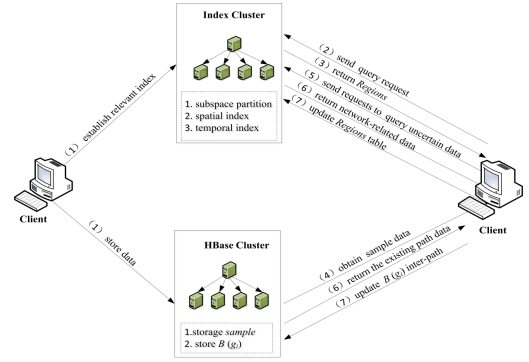 Index Cluster
1. subspace partition
2. spatial index
3. temporal index
(1) establish relevant index
(2) send query request
(3) return Regions
(5) send requests to query uncertain data
(6) return network-related data
(7) update Regions table
Client
Client
(1) store data
HBase Cluster
1.storage sample
2. store B (gi)
(4) obtain sample data
(6) return the existing path data
(7) update B (gi) inter-path